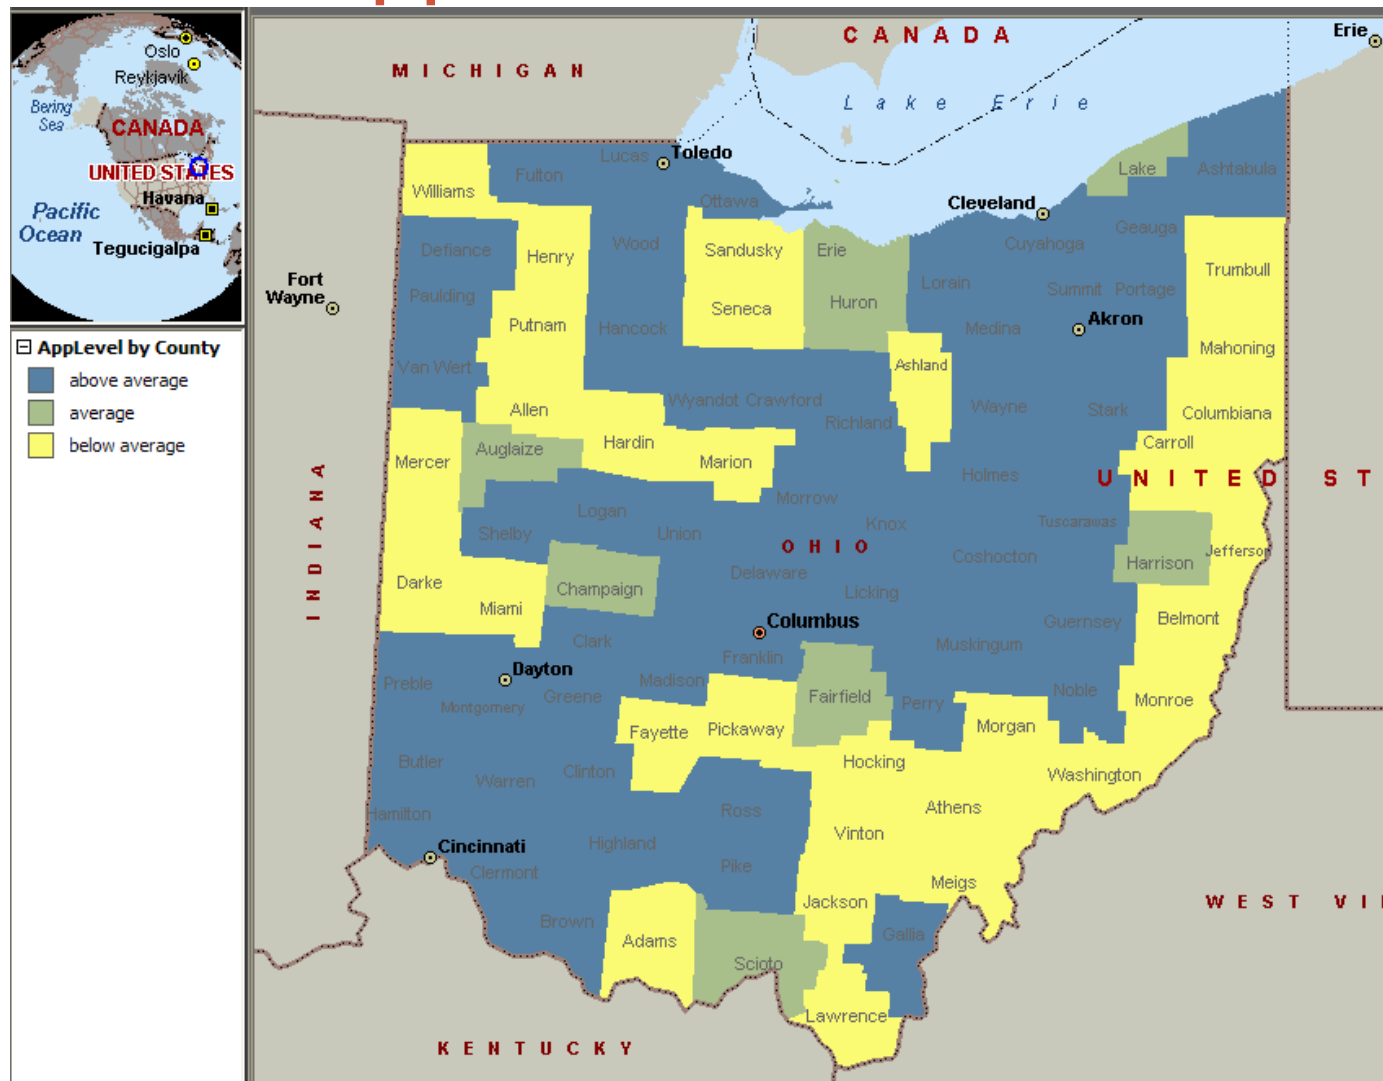 Oslo
Reykjavik
Bering
Sea
CANADA
UNITED STATES
Havana
Pacific
Ocean
Tegucigalpa
AppLevel by County
above average
average
below average
CANADA
Erie
MICHIGAN
Lake Erie
Lucas
Toledo
Fulton
Williams
Lake
Ashtabula
Ottawa
Cleveland
Geauga
Defiance
Henry
Wood
Sandusky
Erie
Cuyahoga
Trumbull
Fort
Wayne
Paulding
Seneca
Huron
Lorain
Summit
Portage
Putnam
Hancock
Medina
Akron
Mahoning
Van Wert
Ashland
Allen
Wyandot
Crawford
Richland
Wayne
Stark
Columbiana
Mercer
Auglaize
Hardin
Marion
Carroll
Holmes
UNITED ST
INDIANA
Shelby
Logan
Union
Morrow
Knox
Tuscarawas
OHIO
Coshocton
Harrison
Jefferson
Darke
Miami
Champaign
Delaware
Licking
Columbus
Guernsey
Belmont
Clark
Franklin
Muskingum
Dayton
Preble
Montgomery
Greene
Madison
Fairfield
Perry
Noble
Monroe
Fayette
Pickaway
Morgan
Butler
Warren
Clinton
Hocking
Washington
Hamilton
Ross
Athens
Cincinnati
Highland
Vinton
Clermont
Pike
Meigs
Jackson
WEST VI
Brown
Adams
Gallia
Scioto
Lawrence
KENTUCKY